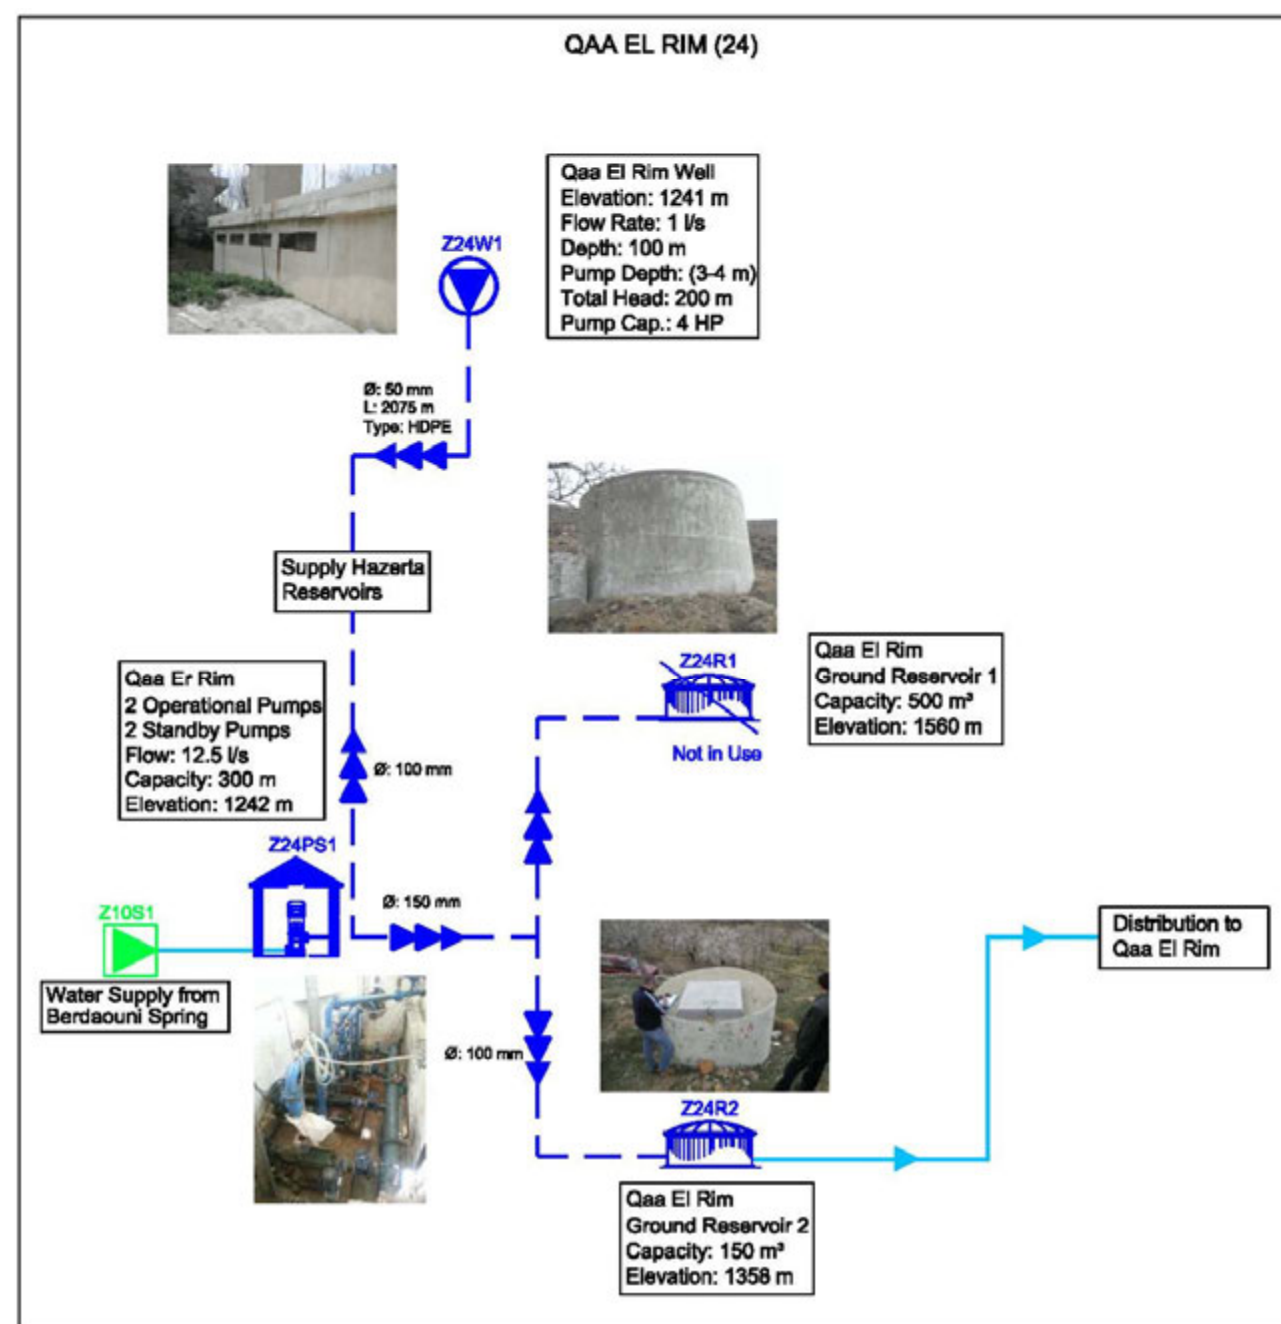 QAA EL RIM (24)
Qaa El Rim Well
Elevation: 1241 m
Flow Rate: 1 l/s
Depth: 100 m
Pump Depth: (3-4 m)
Total Head: 200 m
Pump Cap.: 4 HP
Z24W1
Ø: 50 mm
L: 2075 m
Type: HDPE
Supply Hazerta
Reservoirs
Z24R1
Not in Use
Qaa El Rim
Ground Reservoir 1
Capacity: 500 m³
Elevation: 1560 m
Qaa Er Rim
2 Operational Pumps
2 Standby Pumps
Flow: 12.5 l/s
Capacity: 300 m
Elevation: 1242 m
Ø: 100 mm
Z24PS1
Ø: 150 mm
Z10S1
Water Supply from
Berdaouni Spring
Distribution to
Qaa El Rim
Ø: 100 mm
Z24R2
Qaa El Rim
Ground Reservoir 2
Capacity: 150 m³
Elevation: 1358 m